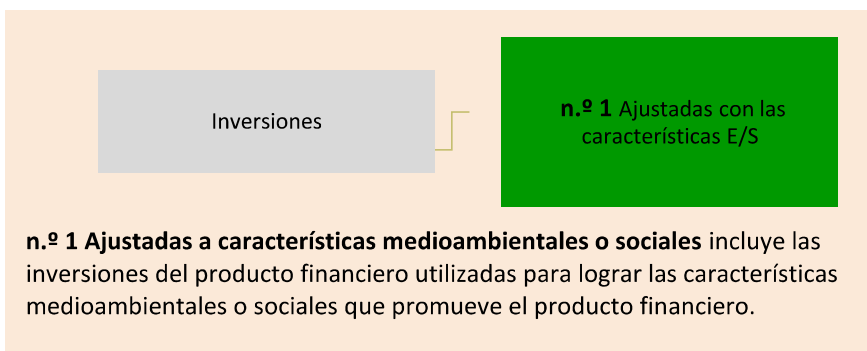 Inversiones
n.º 1 Ajustadas con las
características E/S
n.º 1 Ajustadas a características medioambientales o sociales incluye las
inversiones del producto financiero utilizadas para lograr las características
medioambientales o sociales que promueve el producto financiero.